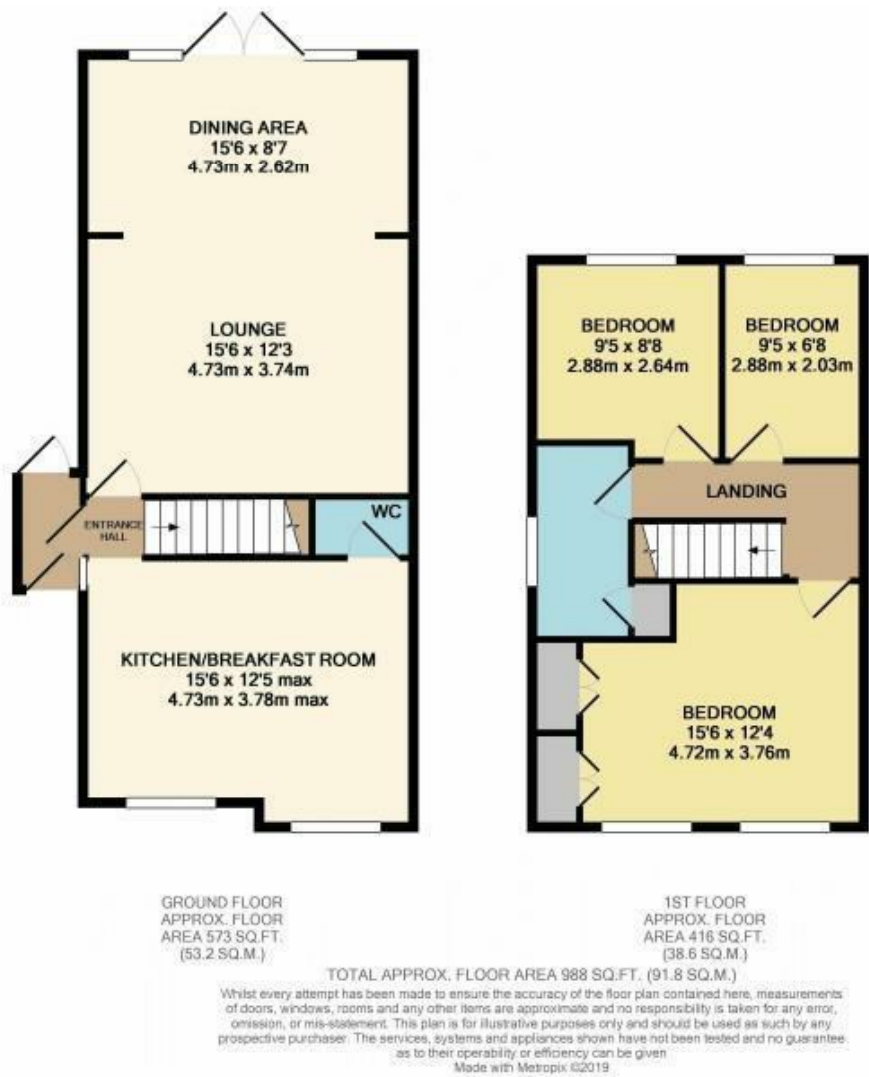 DINING AREA
15'6 x 8'7
4.73m x 2.62m
LOUNGE
15'6 x 12'3
4.73m x 3.74m
ENTRANCE
HALL
WC
KITCHEN/BREAKFAST ROOM
15'6 x 12'5 max
4.73m x 3.78m max
BEDROOM
9'5 x 8'8
2.88m x 2.64m
BEDROOM
9'5 x 6'8
2.88m x 2.03m
LANDING
BEDROOM
15'6 x 12'4
4.72m x 3.76m
GROUND FLOOR
APPROX. FLOOR
AREA 573 SQ.FT.
(53.2 SQ.M.)
1ST FLOOR
APPROX. FLOOR
AREA 416 SQ.FT.
(38.6 SQ.M.)
TOTAL APPROX. FLOOR AREA 988 SQ.FT. (91.8 SQ.M.)
Whilst every attempt has been made to ensure the accuracy of the floor plan contained here, measurements
of doors, windows, rooms and any other items are approximate and no responsibility is taken for any error,
omission, or mis-statement. This plan is for illustrative purposes only and should be used as such by any
prospective purchaser. The services, systems and appliances shown have not been tested and no guarantee
as to their operability or efficiency can be given
Made with Metropix ©2019